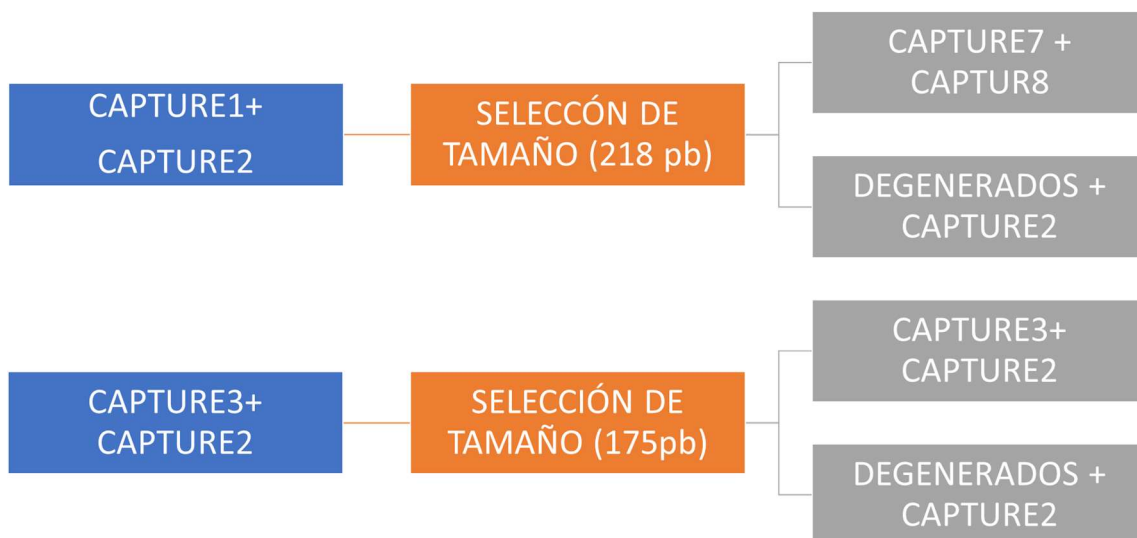 CAPTURE1+
CAPTURE2
SELECCÓN DE
TAMAÑO (218 pb)
CAPTURE7 +
CAPTUR8
DEGENERADOS +
CAPTURE2
CAPTURE3+
CAPTURE2
SELECCIÓN DE
TAMAÑO (175pb)
CAPTURE3+
CAPTURE2
DEGENERADOS +
CAPTURE2